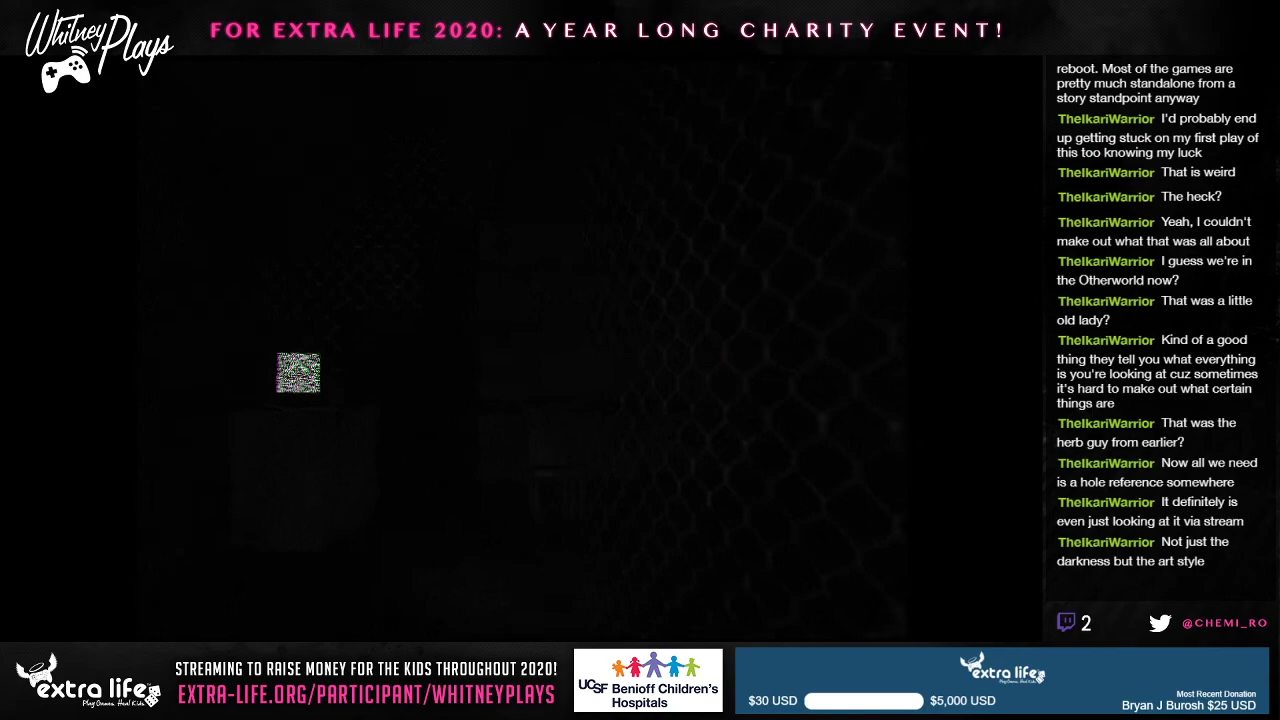 Whitney Plays
FOR EXTRA LIFE 2020: A YEAR LONG CHARITY EVENT!
reboot. Most of the games are
pretty much standalone from a
story standpoint anyway
TheIkariWarrior I'd probably end
up getting stuck on my first play of
this too knowing my luck
TheIkariWarrior That is weird
TheIkariWarrior The heck?
TheIkariWarrior Yeah, I couldn't
make out what that was all about
TheIkariWarrior I guess we're in
the Otherworld now?
TheIkariWarrior That was a little
old lady?
TheIkariWarrior Kind of a good
thing they tell you what everything
is you're looking at cuz sometimes
it's hard to make out what certain
things are
TheIkariWarrior That was the
herb guy from earlier?
TheIkariWarrior Now all we need
is a hole reference somewhere
TheIkariWarrior It definitely is
even just looking at it via stream
TheIkariWarrior Not just the
darkness but the art style
2 @CHEMI_RO
extra life
Play Games. Heal Kids.
STREAMING TO RAISE MONEY FOR THE KIDS THROUGHOUT 2020!
EXTRA-LIFE.ORG/PARTICIPANT/WHITNEYPLAYS
UCSF Benioff Children's
Hospitals
extra life
Play Games. Heal Kids.
$30 USD $5,000 USD
Most Recent Donation
Bryan J Burosh $25 USD